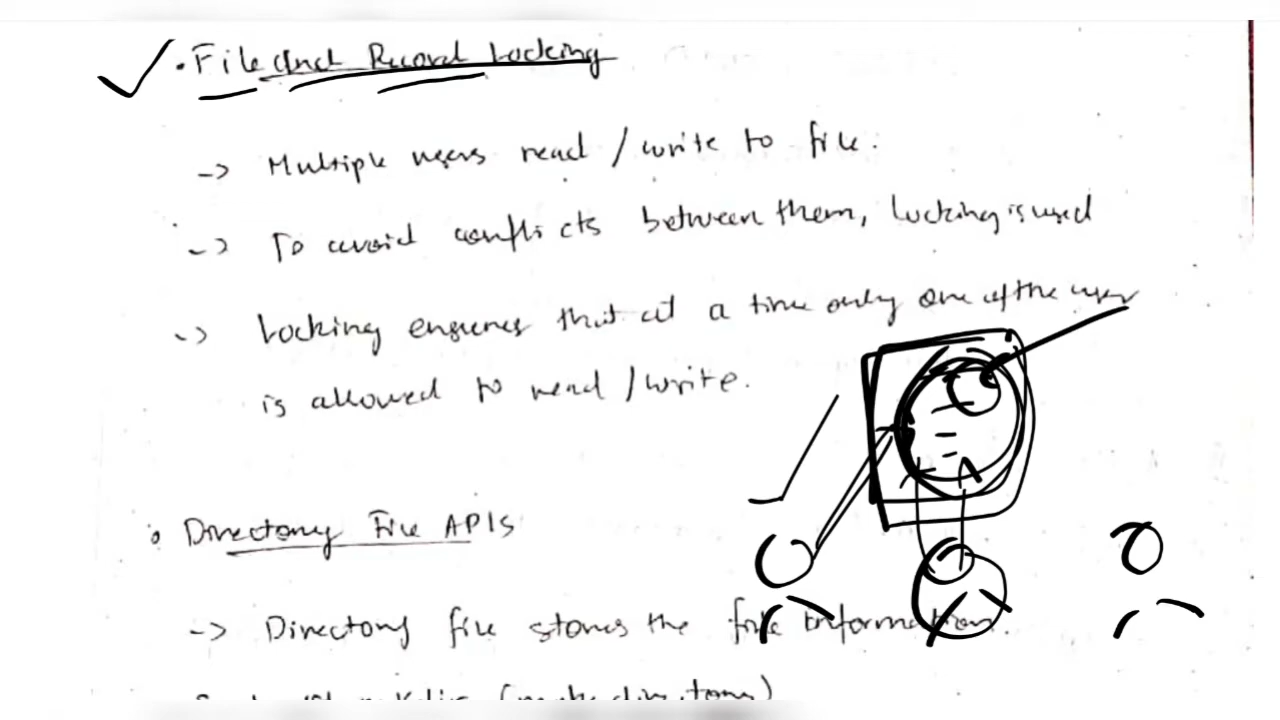 • File And Record Locking
-> Multiple users read / write to file.
-> To avoid conflicts between them, Locking is used
-> Locking ensures that at a time only one of the user
is allowed to read / write.
• Directory File APIs
-> Directory file stores the file information.
(make directory)